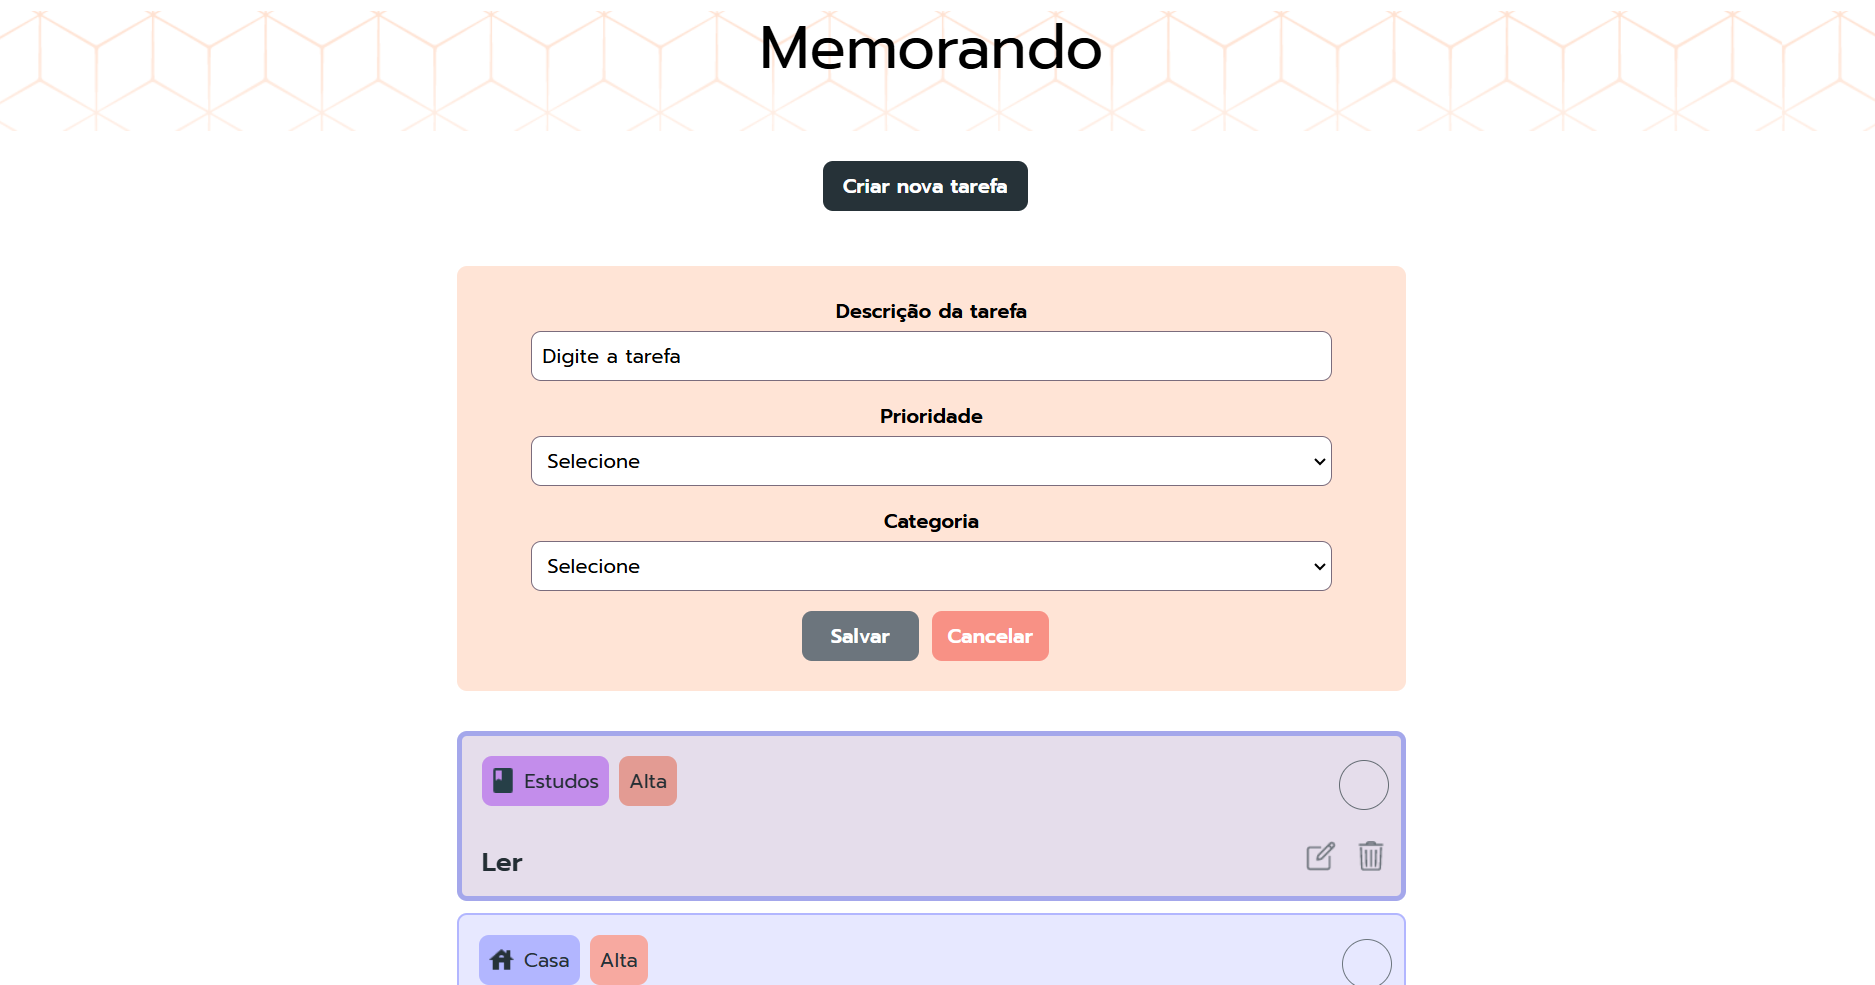 Memorando
Criar nova tarefa
Descrição da tarefa
Digite a tarefa
Prioridade
Selecione
Categoria
Selecione
Salvar Cancelar
Estudos Alta
Ler
Casa Alta